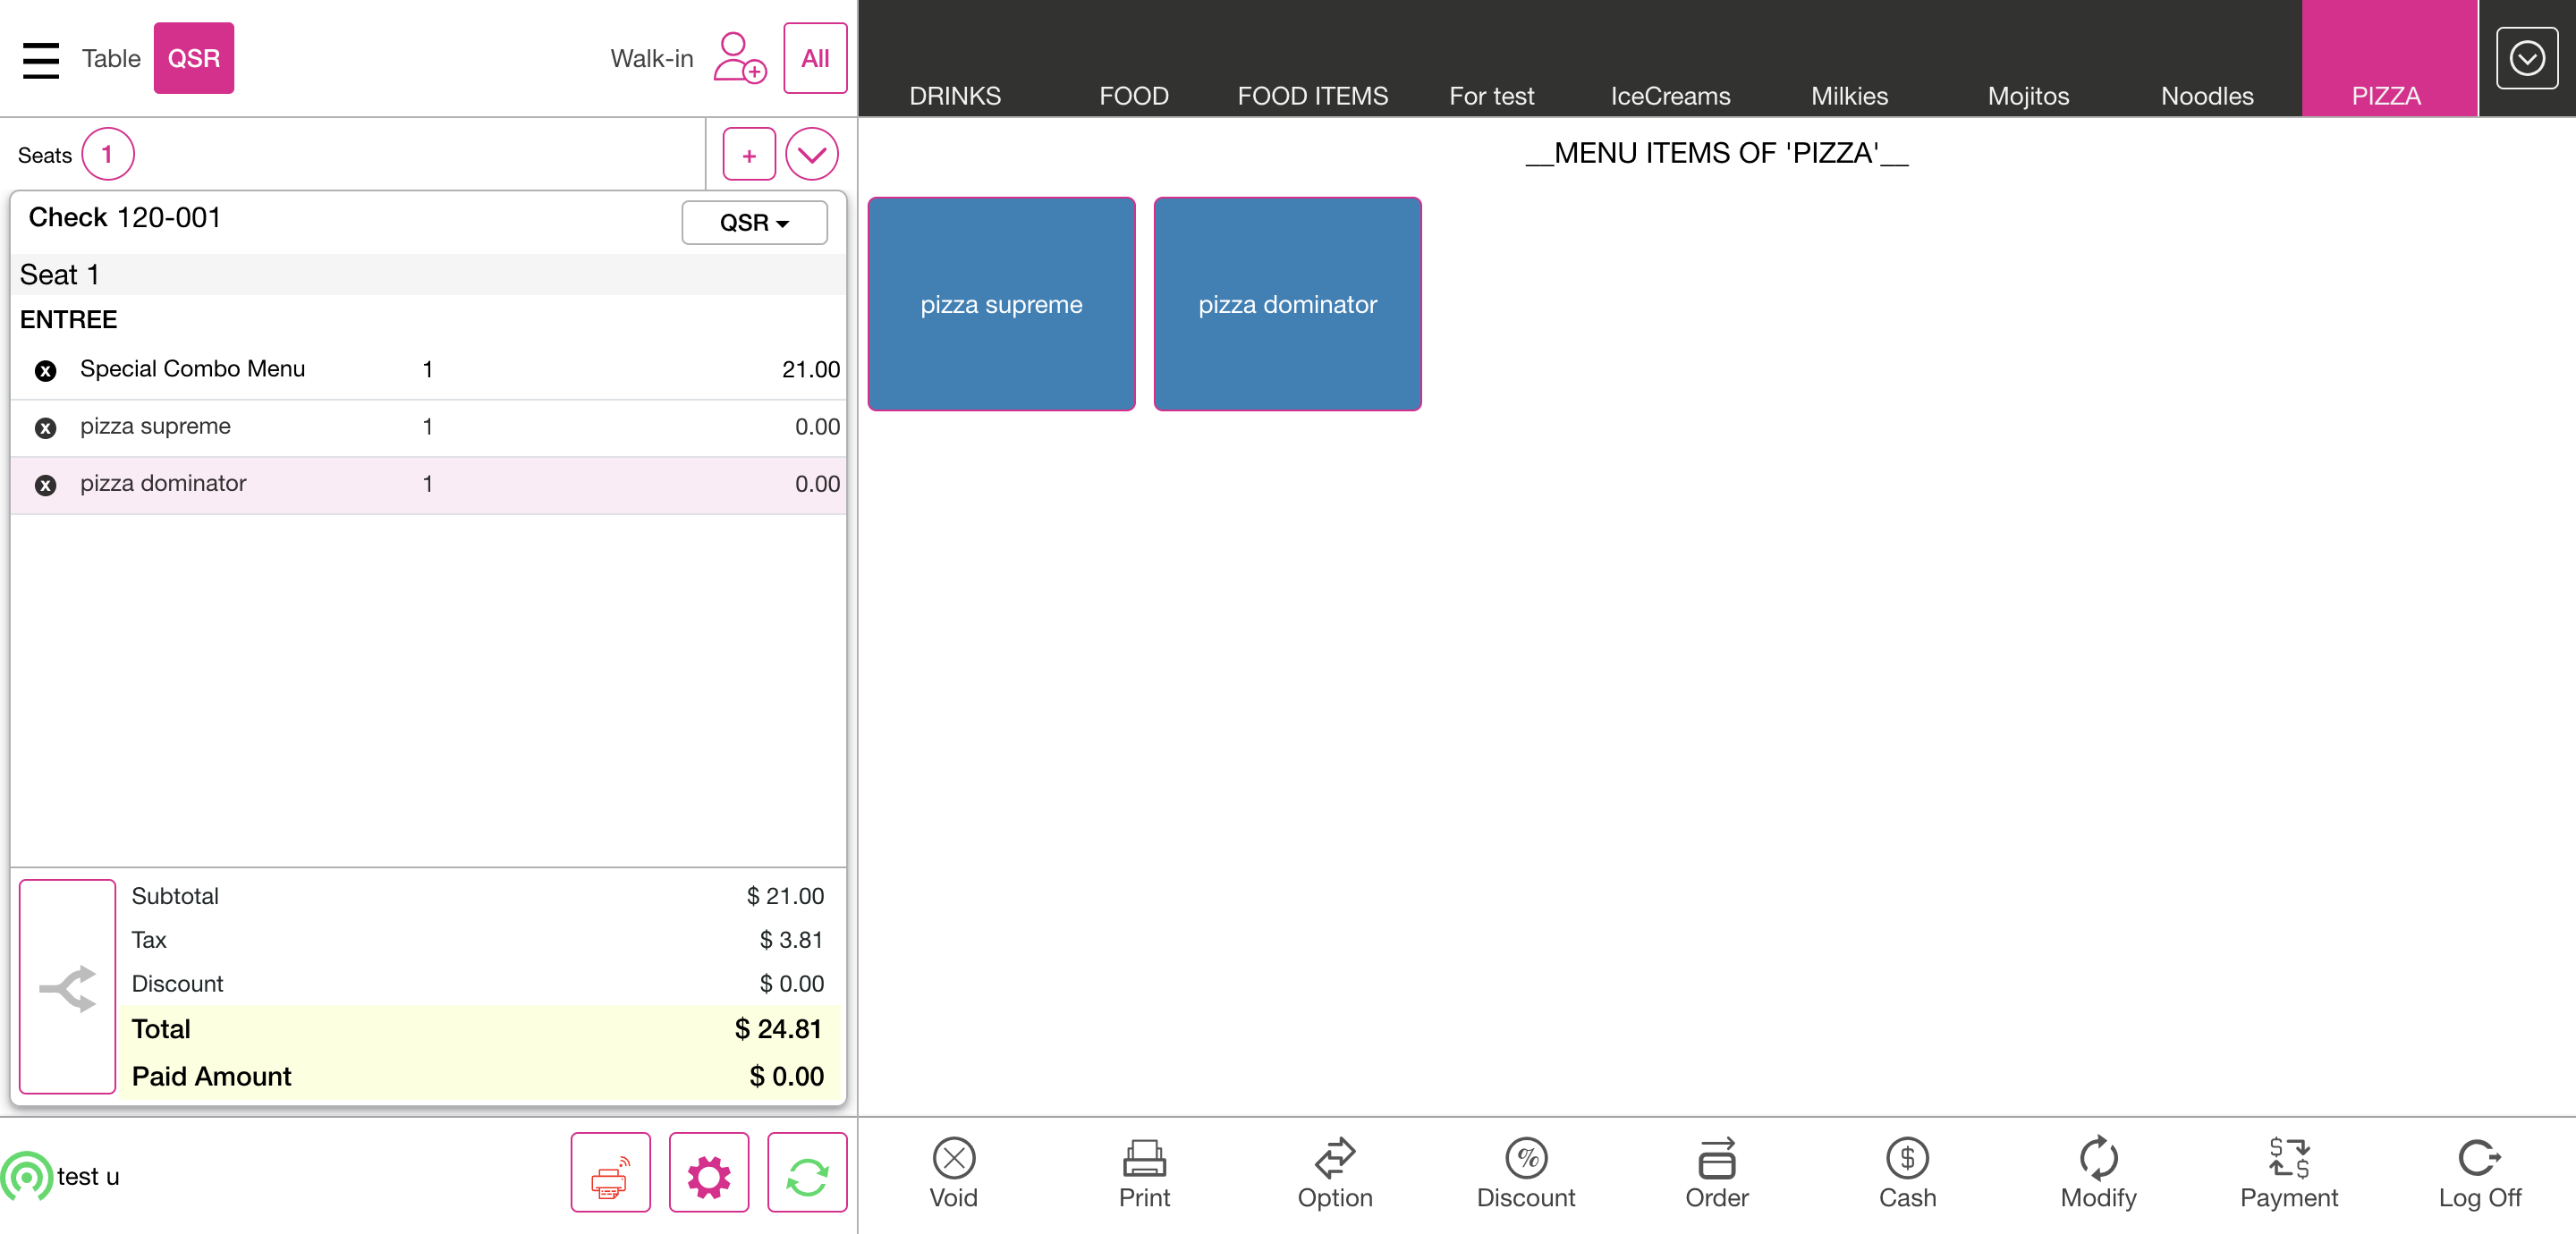 Table QSR Walk-in All
DRINKS FOOD FOOD ITEMS For test IceCreams Milkies Mojitos Noodles PIZZA
Seats 1 +
Check 120-001 QSR
Seat 1
ENTREE
Special Combo Menu 1 21.00
pizza supreme 1 0.00
pizza dominator 1 0.00
Subtotal $ 21.00
Tax $ 3.81
Discount $ 0.00
Total $ 24.81
Paid Amount $ 0.00
test u
__MENU ITEMS OF 'PIZZA'__
pizza supreme pizza dominator
Void Print Option Discount Order Cash Modify Payment Log Off